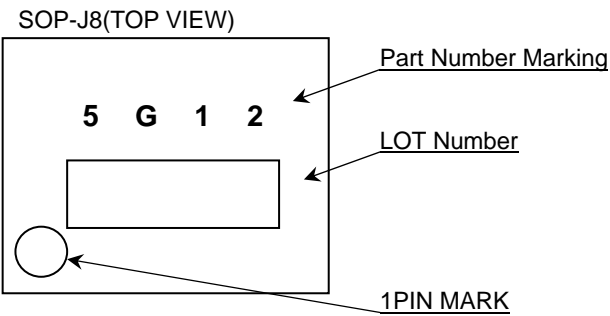 SOP-J8(TOP VIEW)
Part Number Marking
5 G 1 2
LOT Number
1PIN MARK